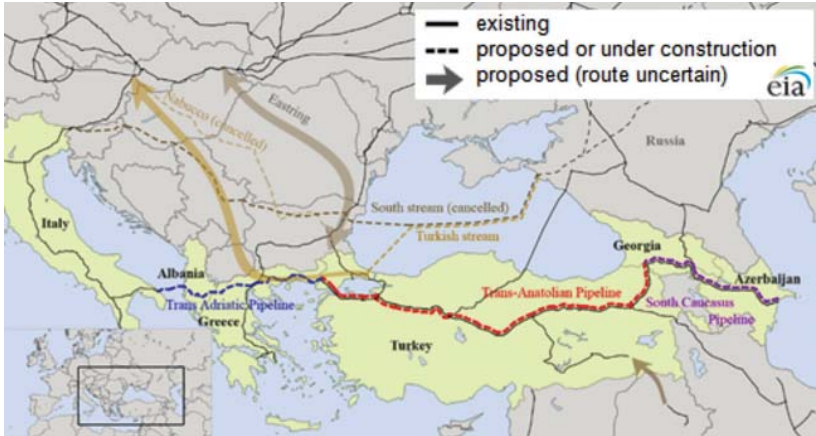 existing
proposed or under construction
proposed (route uncertain)
eia
Nabucco (cancelled)
Eastring
Russia
Italy
South stream (cancelled)
Turkish stream
Georgia
Albania
Azerbaijan
Trans Adriatic Pipeline
Trans-Anatolian Pipeline
South Caucasus
Pipeline
Greece
Turkey